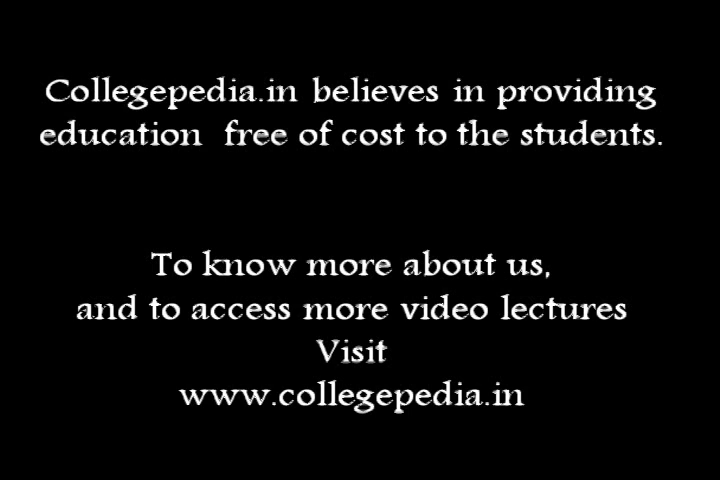 Collegepedia.in believes in providing
education free of cost to the students.
To know more about us,
and to access more video lectures
Visit
www.collegepedia.in